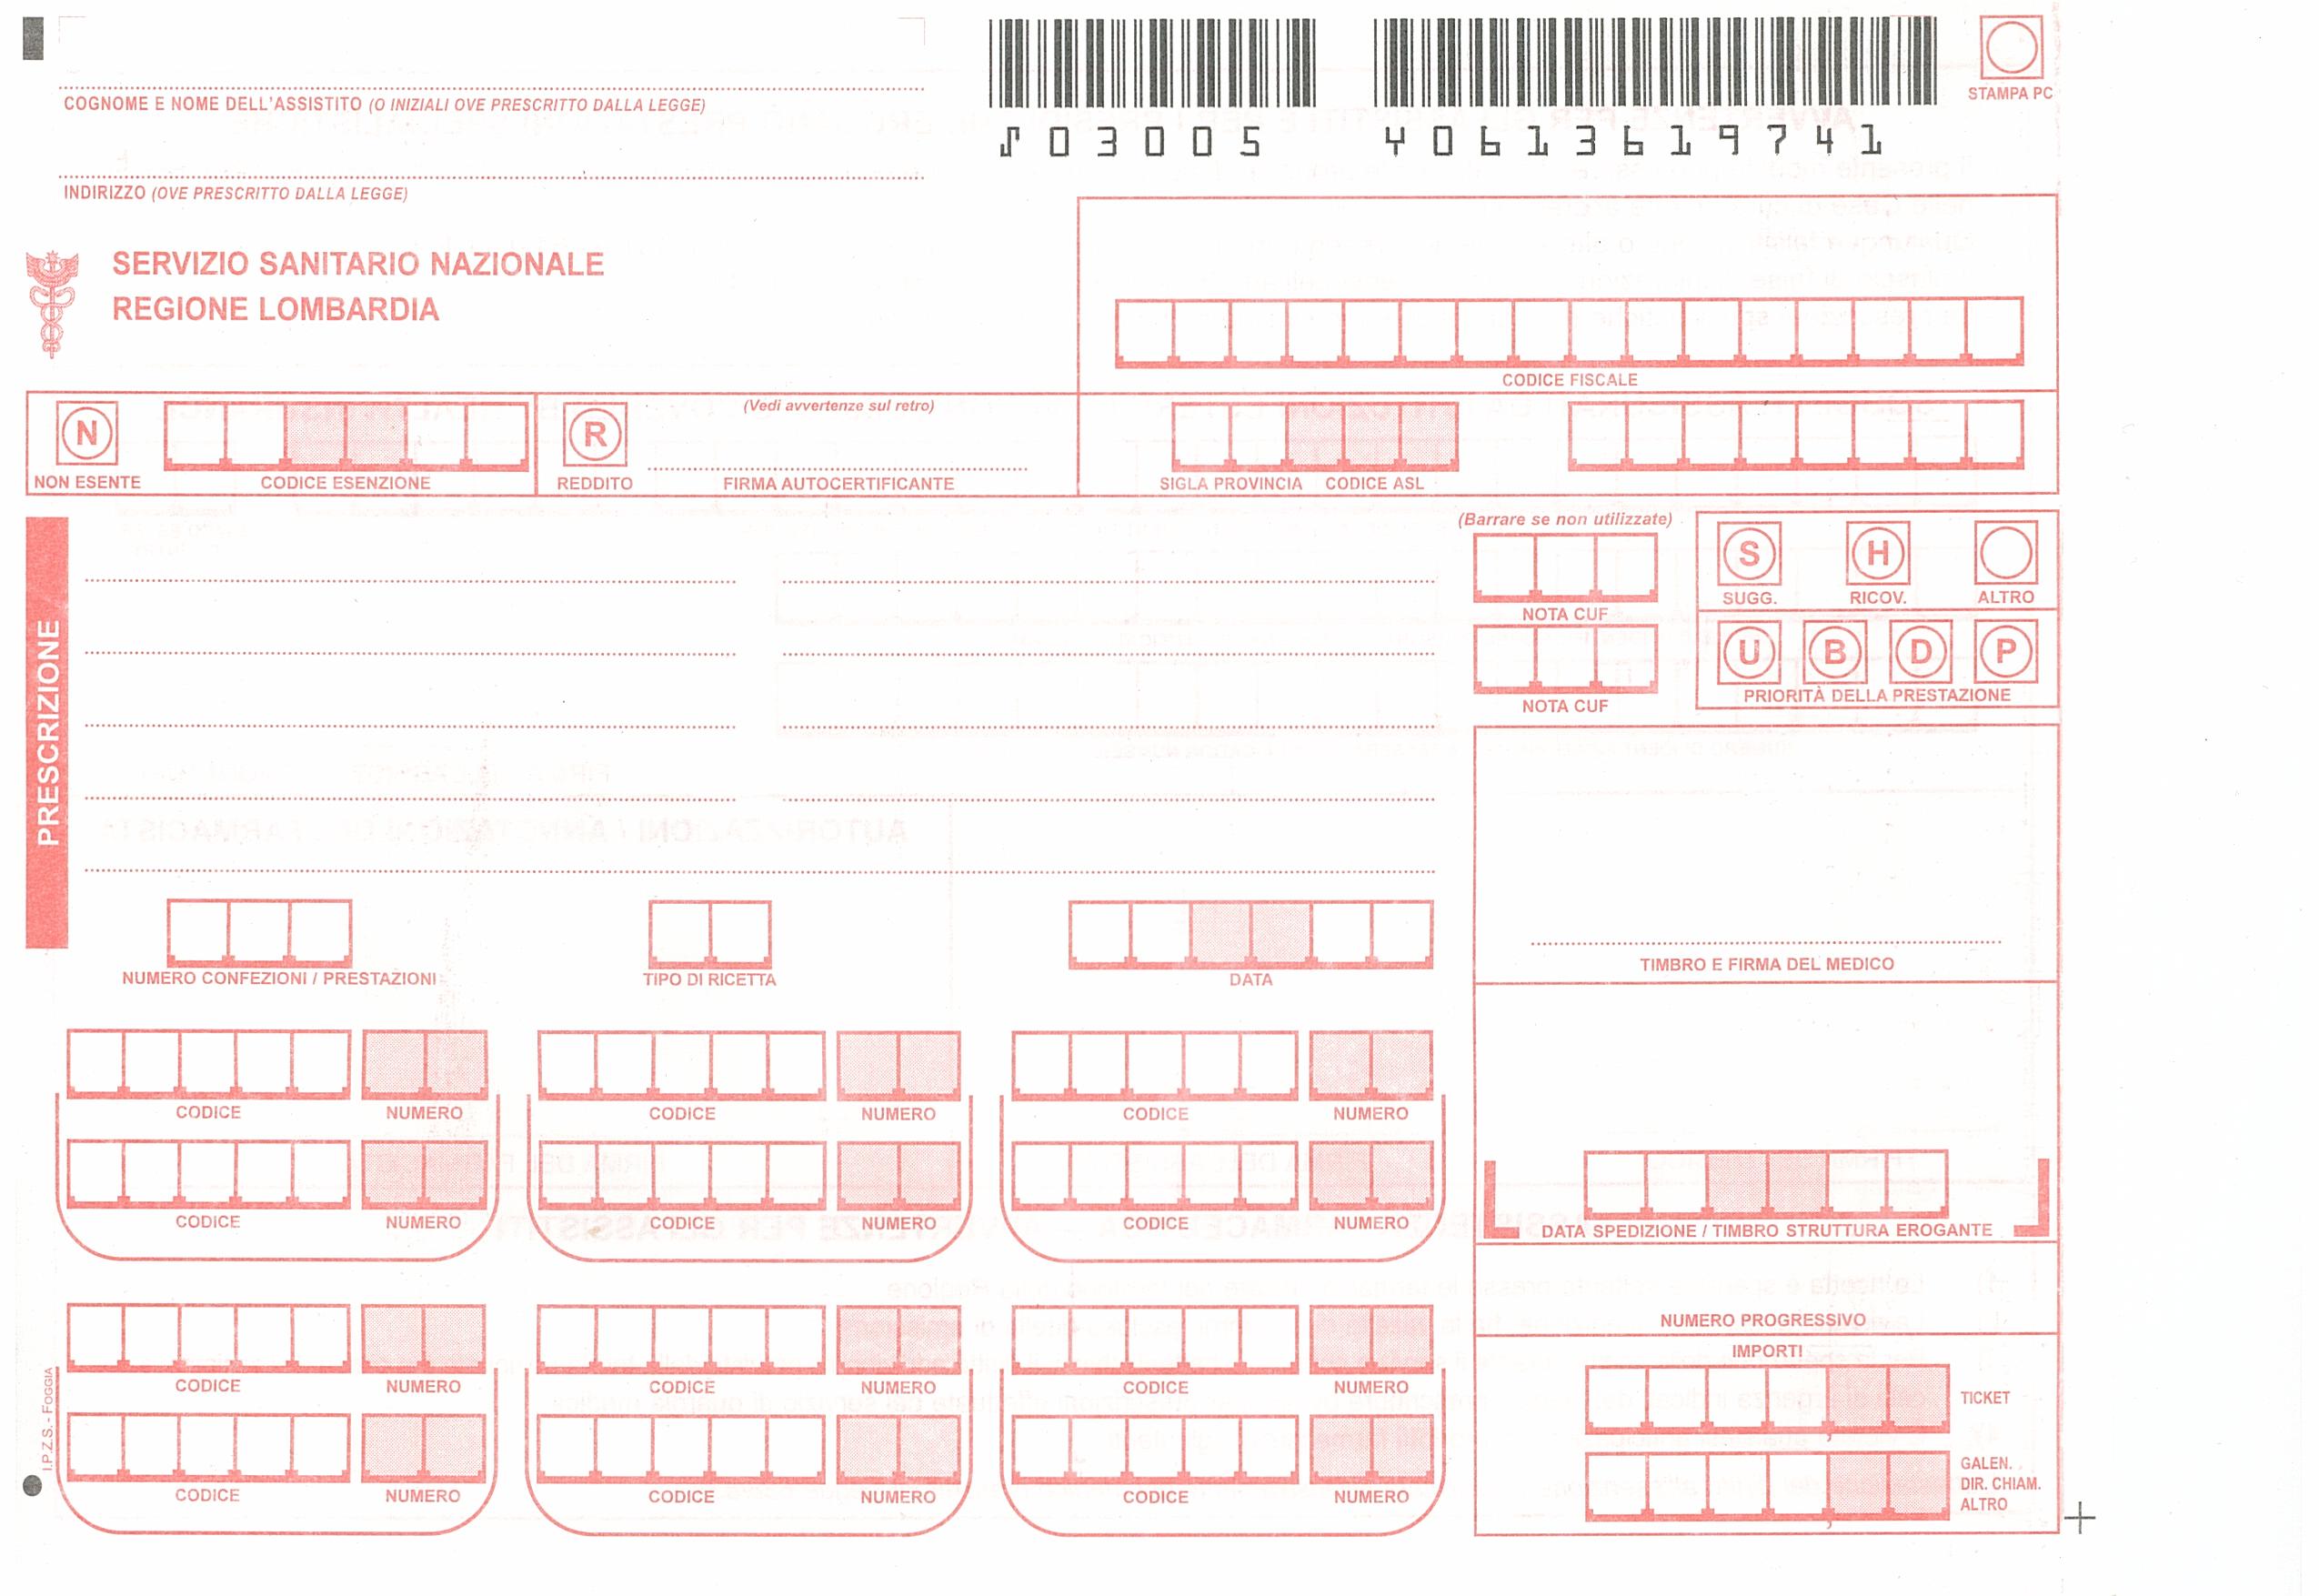 03005 Y0613619741
STAMPA PC
COGNOME E NOME DELL'ASSISTITO (O INIZIALI OVE PRESCRITTO DALLA LEGGE)
INDIRIZZO (OVE PRESCRITTO DALLA LEGGE)
SERVIZIO SANITARIO NAZIONALE
REGIONE LOMBARDIA
CODICE FISCALE
(Vedi avvertenze sul retro)
N R
NON ESENTE CODICE ESENZIONE REDDITO FIRMA AUTOCERTIFICANTE SIGLA PROVINCIA CODICE ASL
(Barrare se non utilizzate)
S H
SUGG. RICOV. ALTRO
NOTA CUF
U B D P
PRIORITÀ DELLA PRESTAZIONE
NOTA CUF
PRESCRIZIONE
TIMBRO E FIRMA DEL MEDICO
NUMERO CONFEZIONI / PRESTAZIONI TIPO DI RICETTA DATA
CODICE NUMERO CODICE NUMERO CODICE NUMERO
CODICE NUMERO CODICE NUMERO CODICE NUMERO
DATA SPEDIZIONE / TIMBRO STRUTTURA EROGANTE
NUMERO PROGRESSIVO
IMPORTI
CODICE NUMERO CODICE NUMERO CODICE NUMERO
TICKET
,
GALEN.
DIR. CHIAM.
ALTRO
,
CODICE NUMERO CODICE NUMERO CODICE NUMERO
I.P.Z.S. - FOGGIA